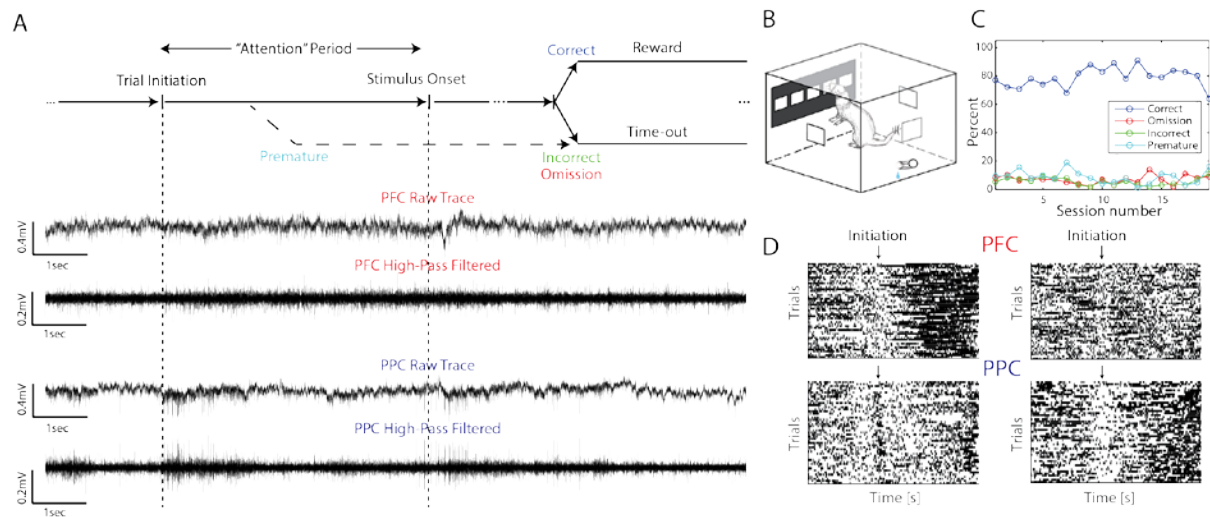 A
"Attention" Period
Trial Initiation
Stimulus Onset
Correct
Reward
...
...
...
Time-out
Premature
Incorrect
Omission
PFC Raw Trace
0.4mV
1sec
PFC High-Pass Filtered
0.2mV
1sec
PPC Raw Trace
0.4mV
1sec
PPC High-Pass Filtered
0.2mV
1sec
B
C
100
80
60
40
20
0
Percent
Correct
Omission
Incorrect
Premature
5
10
15
Session number
D
Initiation
PFC
Initiation
Trials
Trials
PPC
Trials
Trials
Time [s]
Time [s]